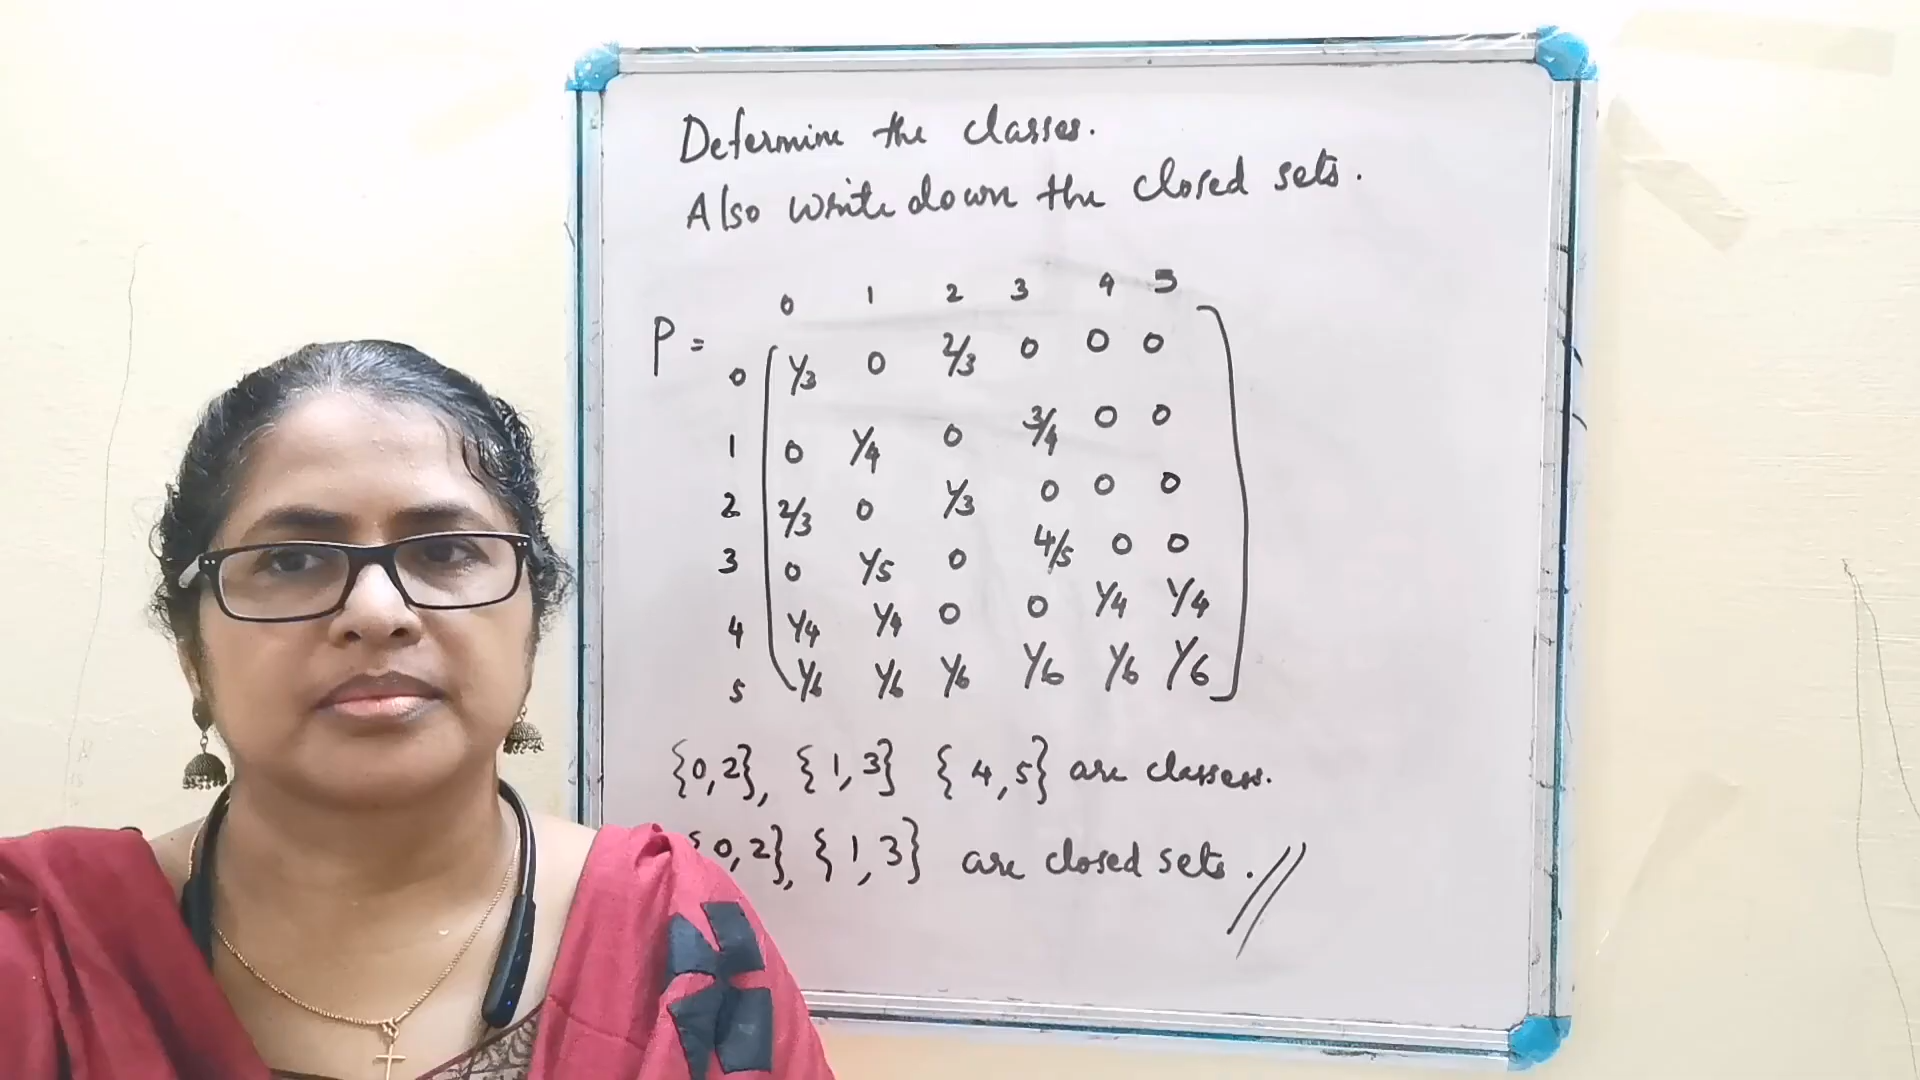 Determine the classes.
Also write down the closed sets.
0 1 2 3 4 5
P =
0 1/3 0 2/3 0 0 0
1 0 1/4 0 3/4 0 0
2 2/3 0 1/3 0 0 0
3 0 1/5 0 4/5 0 0
4 1/4 1/4 0 0 1/4 1/4
5 1/6 1/6 1/6 1/6 1/6 1/6
{0,2}, {1,3} {4,5} are classess.
{0,2}, {1,3} are closed sets. //